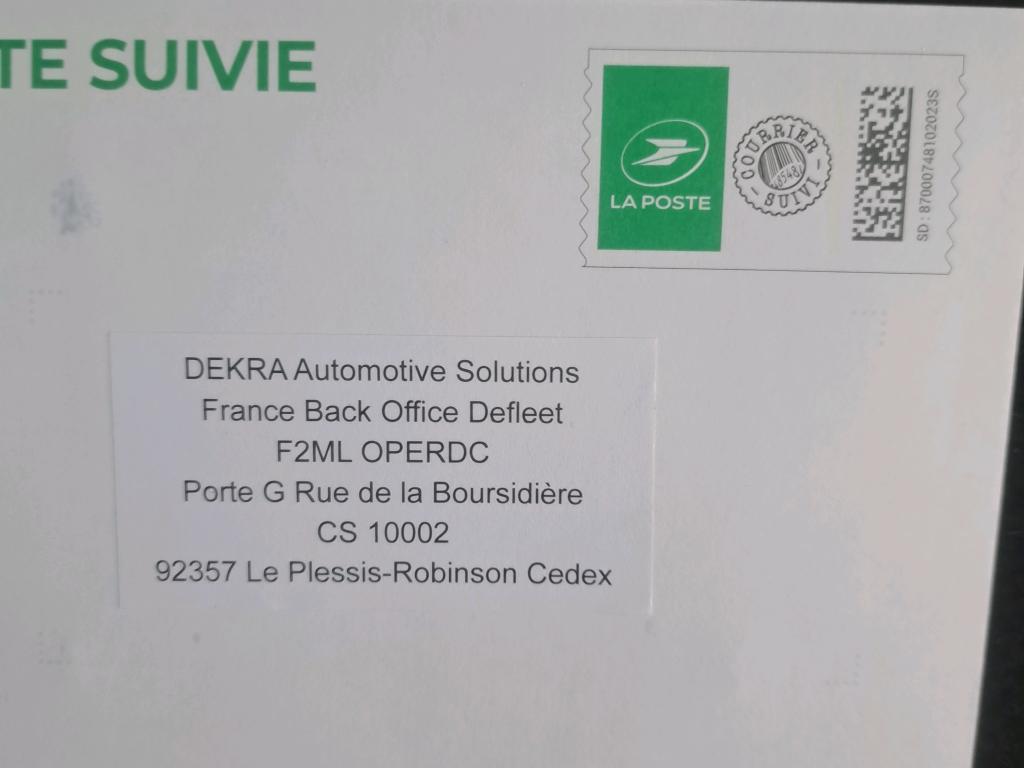 TE SUIVIE
LA POSTE
COURRIER
SUIVI
SD : 87000748102023S
DEKRA Automotive Solutions
France Back Office Defleet
F2ML OPERDC
Porte G Rue de la Boursidière
CS 10002
92357 Le Plessis-Robinson Cedex